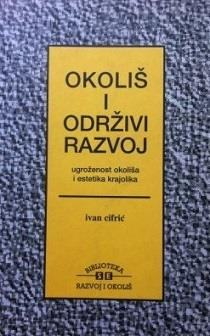 OKOLIŠ
I
ODRŽIVI
RAZVOJ
ugroženost okoliša
i estetika krajolika
ivan cifrić
BIBLIOTEKA
S E
RAZVOJ I OKOLIŠ